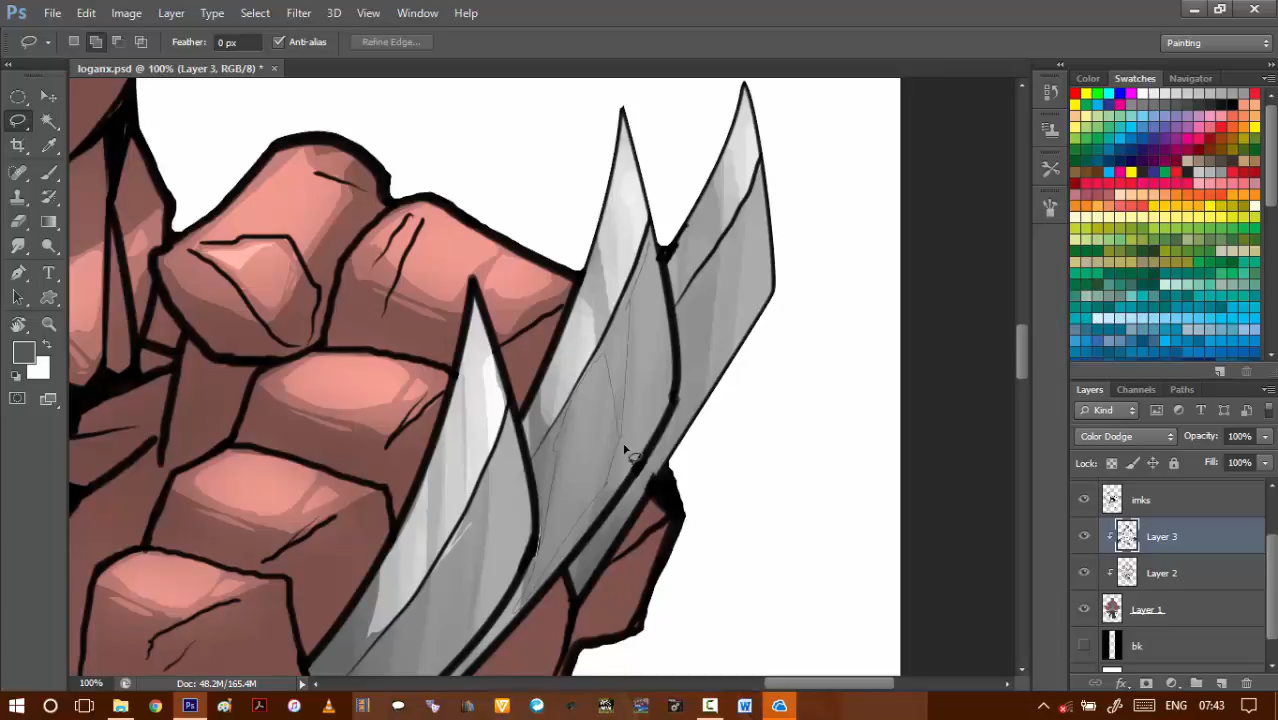 Ps File Edit Image Layer Type Select Filter 3D View Window Help
Feather: 0 px Anti-alias Refine Edge... Painting
loganx.psd @ 100% (Layer 3, RGB/8) * ×
Color Swatches Navigator
Layers Channels Paths
Kind
Color Dodge Opacity: 100%
Lock: Fill: 100%
imks
Layer 3
Layer 2
Layer 1
bk
100% Doc: 48.2M/165.4M
ENG 07:43